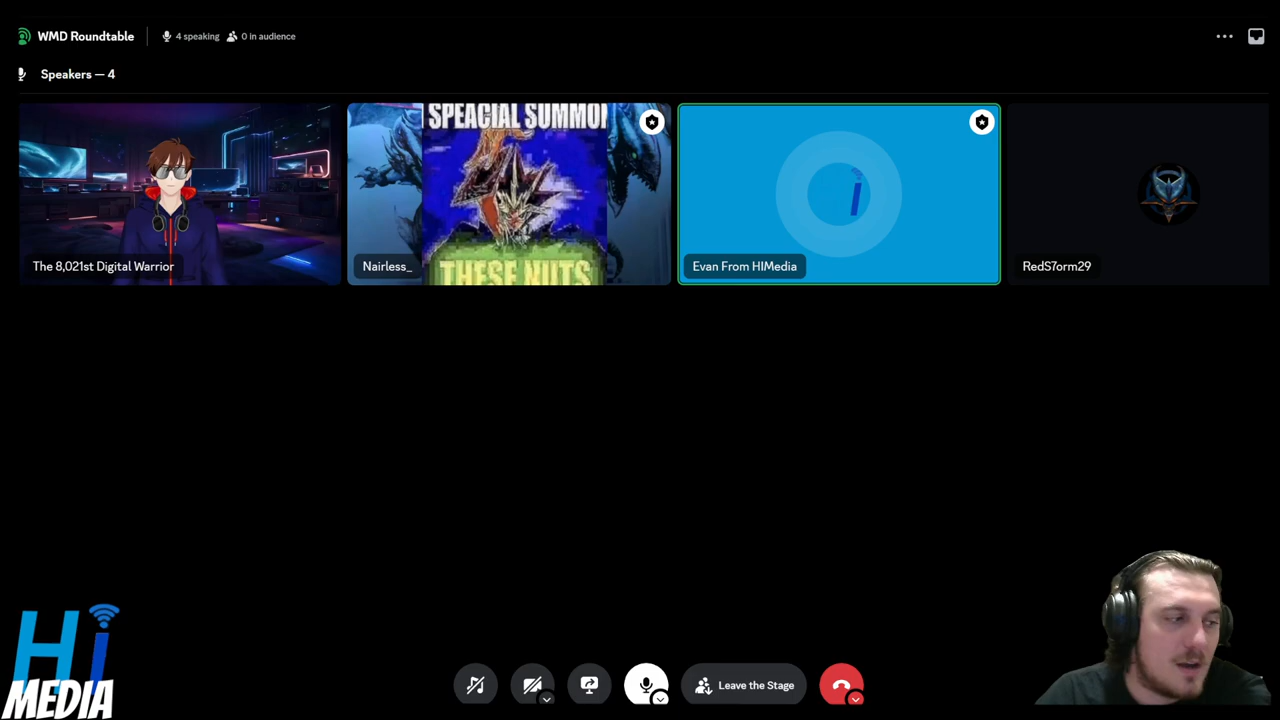 WMD Roundtable
4 speaking
0 in audience
Speakers — 4
The 8,021st Digital Warrior
SPEACIAL SUMMON
THESE NUTS
Nairless_
i
Evan From HIMedia
RedS7orm29
Hi
MEDIA
Leave the Stage